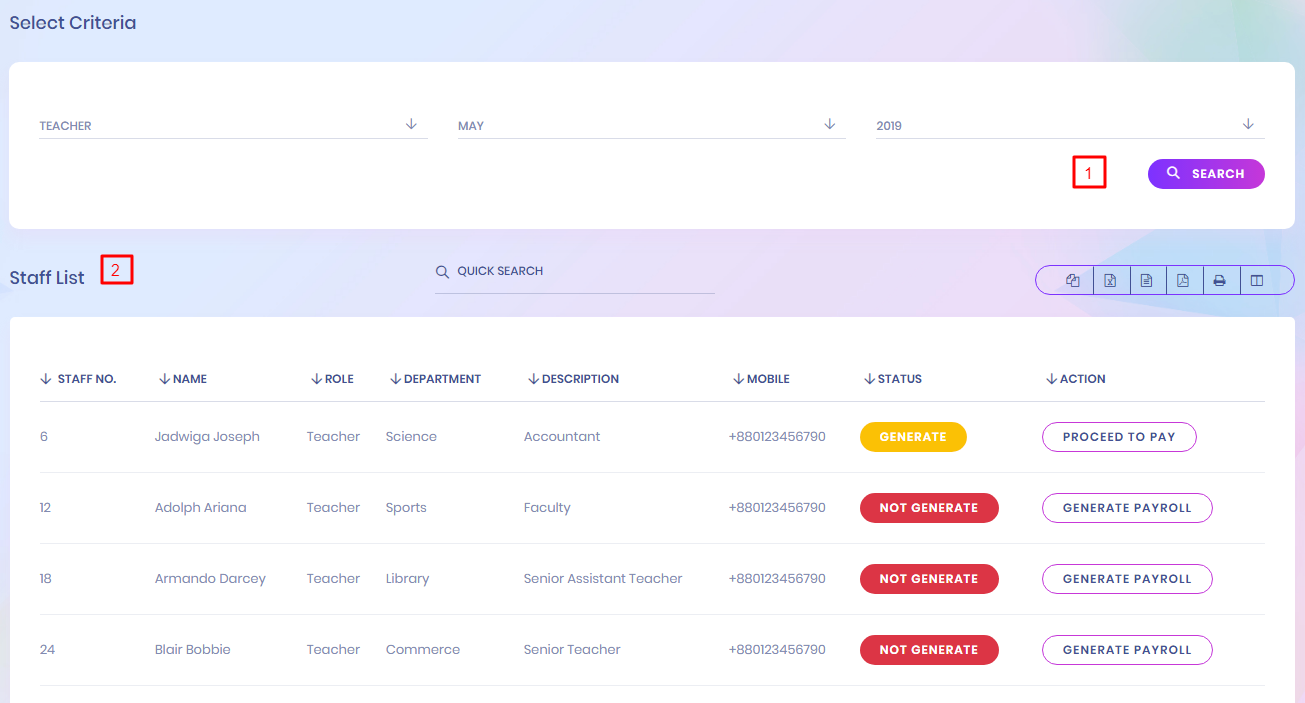 Select Criteria
TEACHER MAY 2019
1 SEARCH
Staff List 2 QUICK SEARCH
STAFF NO. NAME ROLE DEPARTMENT DESCRIPTION MOBILE STATUS ACTION
6 Jadwiga Joseph Teacher Science Accountant +880123456790 GENERATE PROCEED TO PAY
12 Adolph Ariana Teacher Sports Faculty +880123456790 NOT GENERATE GENERATE PAYROLL
18 Armando Darcey Teacher Library Senior Assistant Teacher +880123456790 NOT GENERATE GENERATE PAYROLL
24 Blair Bobbie Teacher Commerce Senior Teacher +880123456790 NOT GENERATE GENERATE PAYROLL